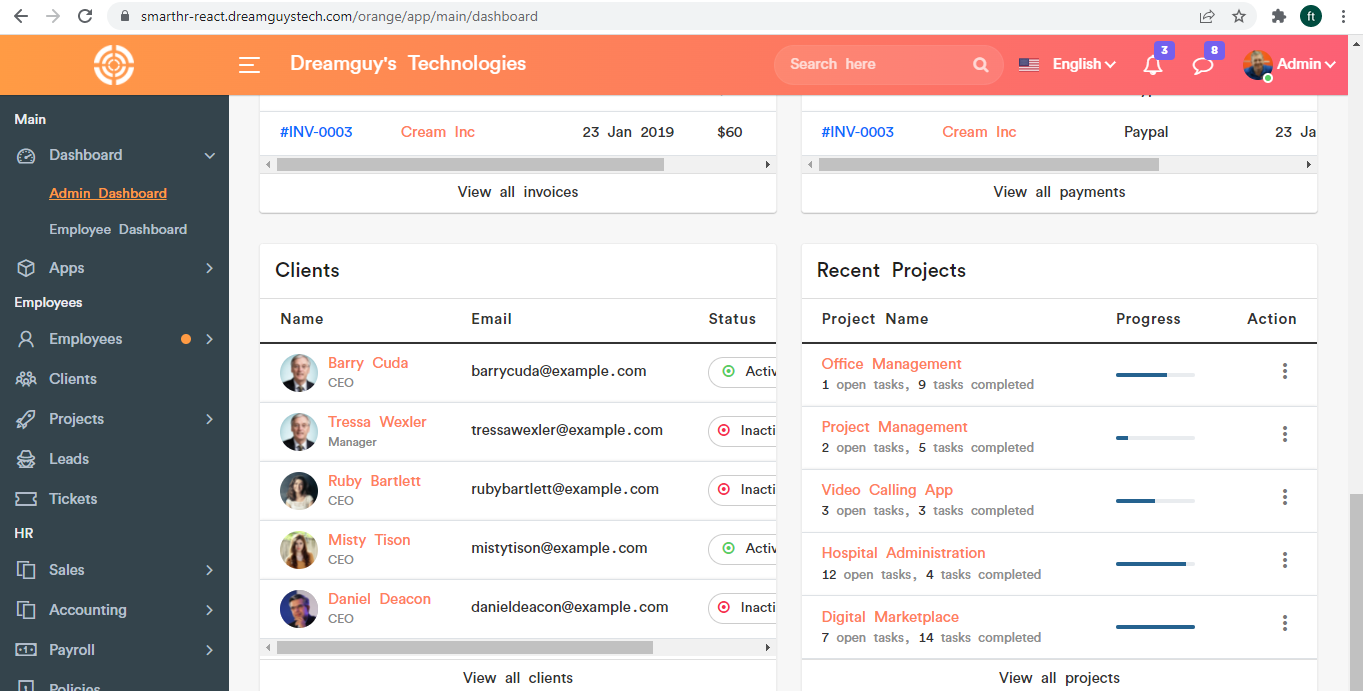 smarthr-react.dreamguystech.com/orange/app/main/dashboard
ft
Dreamguy's Technologies
Search here
English
3
8
Admin
Main
Dashboard
Admin Dashboard
Employee Dashboard
Apps
Employees
Employees
Clients
Projects
Leads
Tickets
HR
Sales
Accounting
Payroll
Policies
#INV-0003 Cream Inc 23 Jan 2019 $60
View all invoices
#INV-0003 Cream Inc Paypal 23 Ja
View all payments
Clients
Name Email Status
Barry Cuda barrycuda@example.com Activ
CEO
Tressa Wexler tressawexler@example.com Inacti
Manager
Ruby Bartlett rubybartlett@example.com Inacti
CEO
Misty Tison mistytison@example.com Activ
CEO
Daniel Deacon danieldeacon@example.com Inacti
CEO
View all clients
Recent Projects
Project Name Progress Action
Office Management
1 open tasks, 9 tasks completed
Project Management
2 open tasks, 5 tasks completed
Video Calling App
3 open tasks, 3 tasks completed
Hospital Administration
12 open tasks, 4 tasks completed
Digital Marketplace
7 open tasks, 14 tasks completed
View all projects